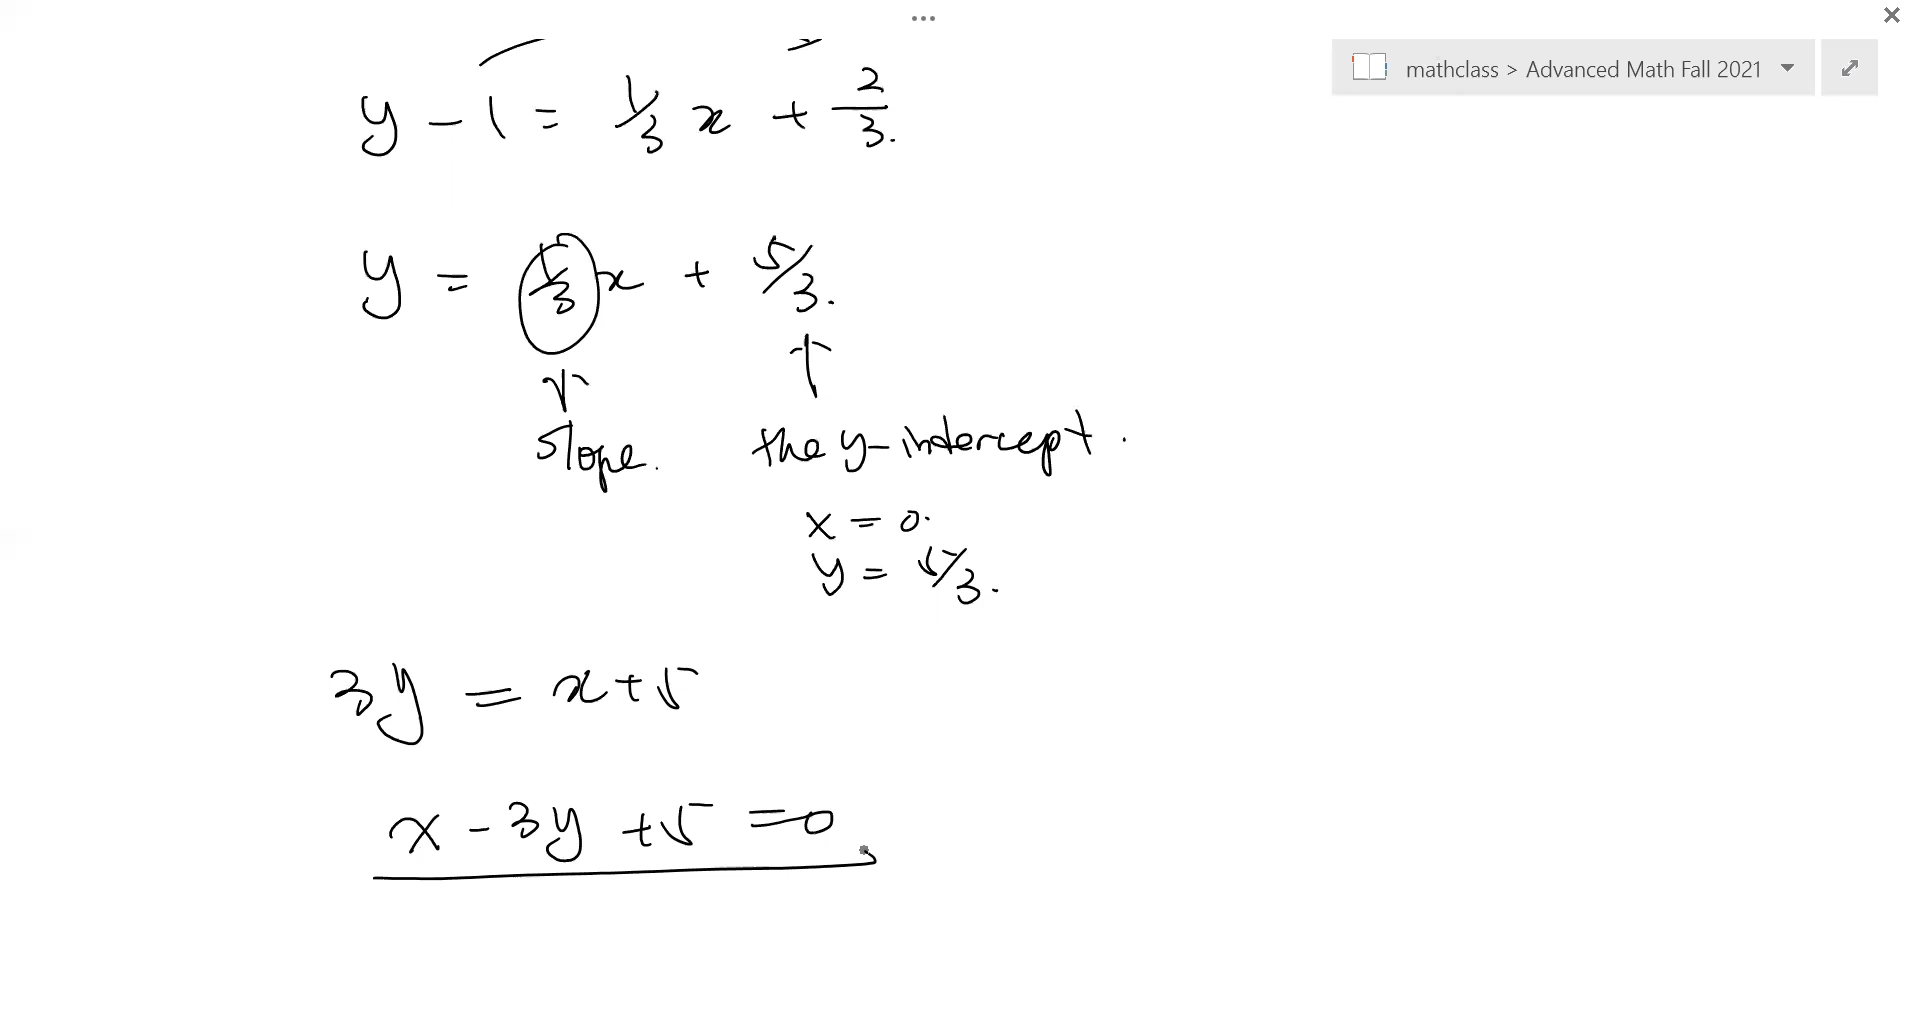 mathclass > Advanced Math Fall 2021
y - 1 = 1/3 x + 2/3.
y = 1/3 x + 5/3.
slope. the y-intercept.
x = 0.
y = 5/3.
3y = x + 5
x - 3y + 5 = 0